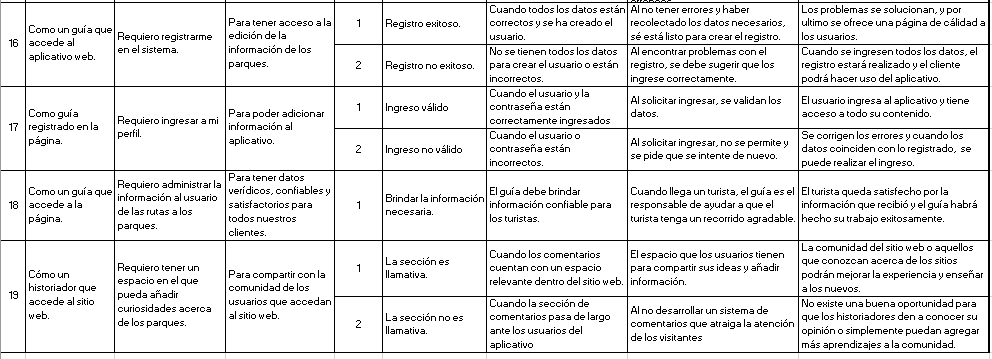 16
Como un guía que
accede al
aplicativo web.
Requiero registrarme
en el sistema.
Para tener acceso a la
edición de la
información de los
parques.
1
Registro exitoso.
Cuando todos los datos están
correctos y se ha creado el
usuario.
Al no tener errores y haber
recolectado los datos necesarios,
sé está listo para crear el registro.
Los problemas se solucionan, y por
ultimo se ofrece una página de cálidad a
los usuarios.
2
Registro no exitoso.
No se tienen todos los datos
para crear el usuario o están
incorrectos.
Al encontrar problemas con el
registro, se debe sugerir que los
ingrese correctamente.
Cuando se ingresen todos los datos, el
registro estará realizado y el cliente
podrá hacer uso del aplicativo.
17
Como guía
registrado en la
página.
Requiero ingresar a mi
perfil.
Para poder adicionar
información al
aplicativo.
1
Ingreso válido
Cuando el usuario y la
contraseña están
correctamente ingresados
Al solicitar ingresar, se validan los
datos.
El usuario ingresa al aplicativo y tiene
acceso a todo su contenido.
2
Ingreso no válido
Cuando el usuario o
contraseña están
incorrectos.
Al solicitar ingresar, no se permite y
se pide que se intente de nuevo.
Se corrigen los errores y cuando los
datos coinciden con lo registrado, se
puede realizar el ingreso.
18
Como un guía que
accede a la
página.
Requiero administrar la
información al usuario
de las rutas a los
parques.
Para tener datos
verídicos, confiables y
satisfactorios para
todos nuestros
clientes.
1
Brindar la información
necesaria.
El guía debe brindar
información confiable para
los turistas.
Cuando llega un turista, el guía es el
responsable de ayudar a que el
turista tenga un recorrido agradable.
El turista queda satisfecho por la
información que recibió y el guía habrá
hecho su trabajo exitosamente.
19
Cómo un
historiador que
accede al sitio
web.
Requiero tener un
espacio en el que
pueda añadir
curiosidades acerca
de los parques.
Para compartir con la
comunidad de los
usuarios que accedan
al sitio web.
1
La sección es
llamativa.
Cuando los comentarios
cuentan con un espacio
relevante dentro del sitio web.
El espacio que los usuarios tienen
para compartir sus ideas y añadir
información.
La comunidad del sitio web o aquellos
que conozcan acerca de los sitios
podrán mejorar la experiencia y enseñar
a los nuevos.
2
La sección no es
llamativa.
Cuando la sección de
comentarios pasa de largo
ante los usuarios del
aplicativo
Al no desarrollar un sistema de
comentarios que atraiga la atención
de los visitantes
No existe una buena oportunidad para
que los historiadores den a conocer su
opinión o simplemente puedan agregar
más aprendizajes a la comunidad.